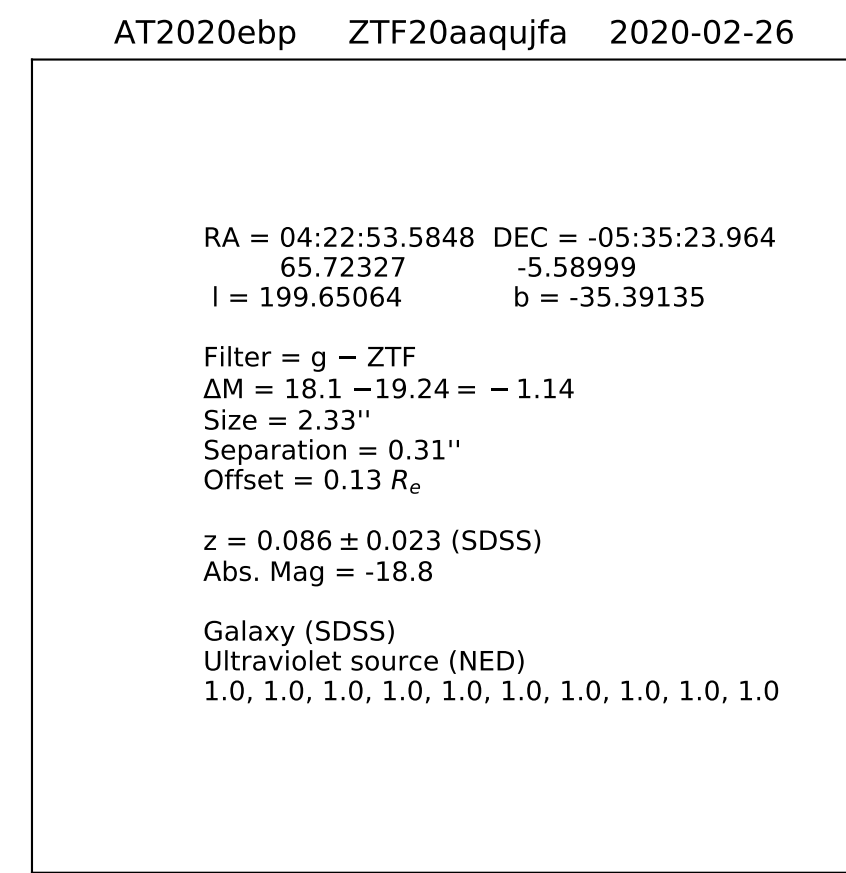 AT2020ebp ZTF20aaqujfa 2020-02-26
RA = 04:22:53.5848 DEC = -05:35:23.964
65.72327 -5.58999
l = 199.65064 b = -35.39135
Filter = g − ZTF
ΔM = 18.1 −19.24 = − 1.14
Size = 2.33''
Separation = 0.31''
Offset = 0.13 Re
z = 0.086 ± 0.023 (SDSS)
Abs. Mag = -18.8
Galaxy (SDSS)
Ultraviolet source (NED)
1.0, 1.0, 1.0, 1.0, 1.0, 1.0, 1.0, 1.0, 1.0, 1.0